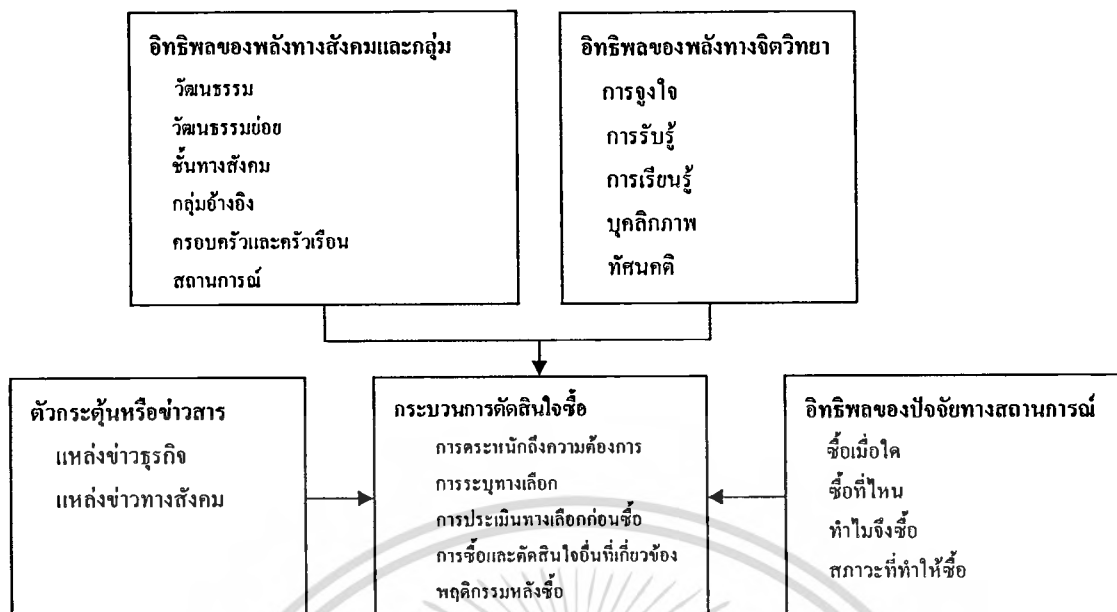 อิทธิพลของพลังทางสังคมและกลุ่ม
วัฒนธรรม
วัฒนธรรมย่อย
ชั้นทางสังคม
กลุ่มอ้างอิง
ครอบครัวและครัวเรือน
สถานการณ์
อิทธิพลของพลังทางจิตวิทยา
การจูงใจ
การรับรู้
การเรียนรู้
บุคลิกภาพ
ทัศนคติ
ตัวกระตุ้นหรือข่าวสาร
แหล่งข่าวธุรกิจ
แหล่งข่าวทางสังคม
กระบวนการตัดสินใจซื้อ
การตระหนักถึงความต้องการ
การระบุทางเลือก
การประเมินทางเลือกก่อนซื้อ
การซื้อและตัดสินใจอื่นที่เกี่ยวข้อง
พฤติกรรมหลังซื้อ
อิทธิพลของปัจจัยทางสถานการณ์
ซื้อเมื่อใด
ซื้อที่ไหน
ทำไมจึงซื้อ
สภาวะที่ทำให้ซื้อ